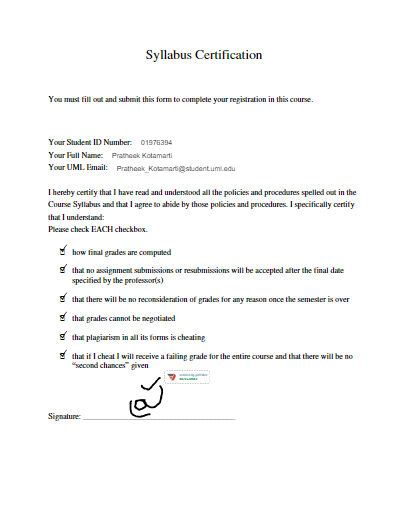 Syllabus Certification
You must fill out and submit this form to complete your registration in this course.
Your Student ID Number: 01976394
Your Full Name: Pratheek Kotamarti
Your UML Email: Pratheek_Kotamarti@student.uml.edu
I hereby certify that I have read and understood all the policies and procedures spelled out in the
Course Syllabus and that I agree to abide by those policies and procedures. I specifically certify
that I understand:
Please check EACH checkbox.
how final grades are computed
that no assignment submissions or resubmissions will be accepted after the final date
specified by the professor(s)
that there will be no reconsideration of grades for any reason once the semester is over
that grades cannot be negotiated
that plagiarism in all its forms is cheating
that if I cheat I will receive a failing grade for the entire course and that there will be no
“second chances” given
Signature: